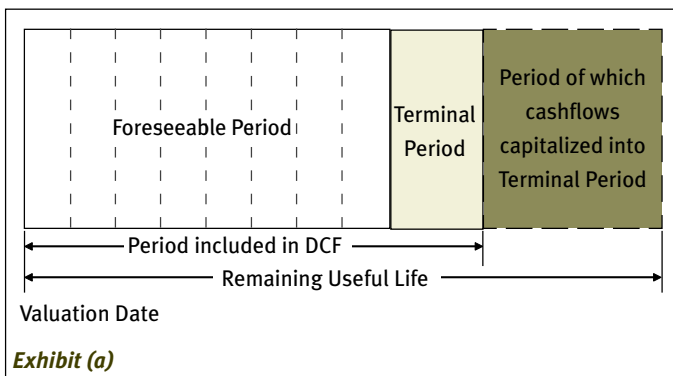 Foreseeable Period
Terminal
Period
Period of which
cashflows
capitalized into
Terminal Period
Period included in DCF
Remaining Useful Life
Valuation Date
Exhibit (a)